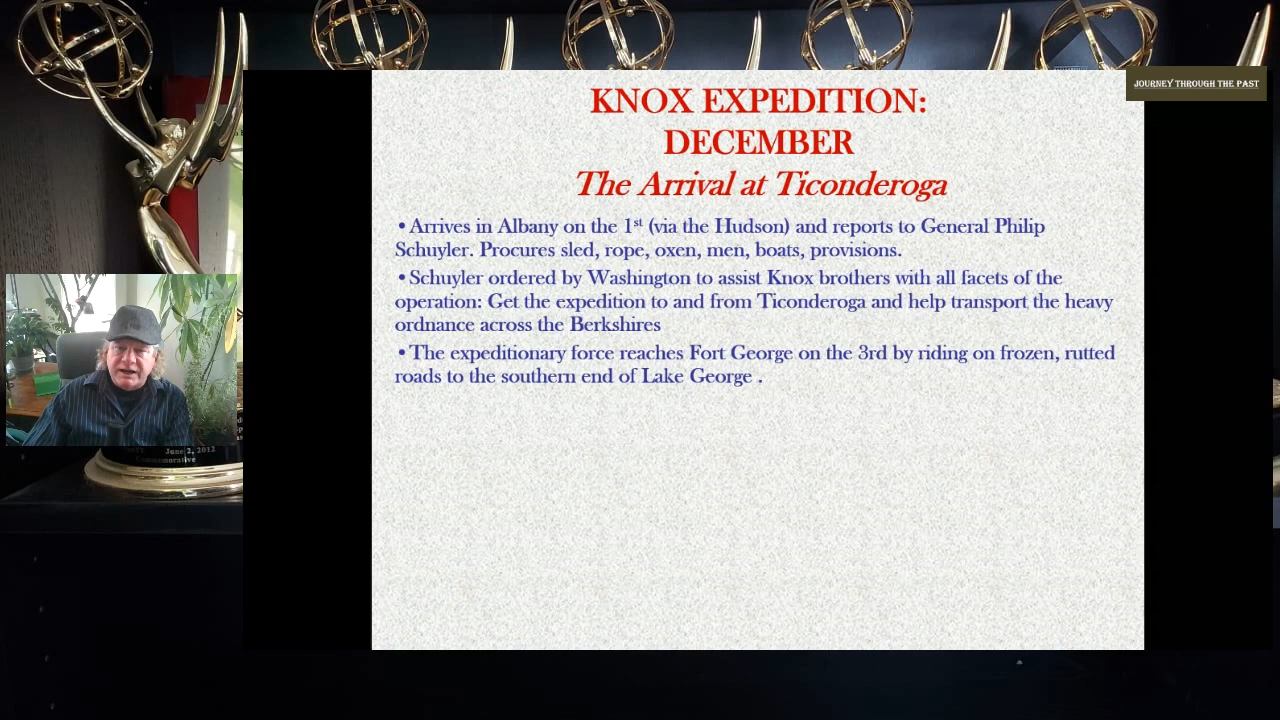 JOURNEY THROUGH THE PAST
KNOX EXPEDITION:
DECEMBER
The Arrival at Ticonderoga
•Arrives in Albany on the 1st (via the Hudson) and reports to General Philip
Schuyler. Procures sled, rope, oxen, men, boats, provisions.
•Schuyler ordered by Washington to assist Knox brothers with all facets of the
operation: Get the expedition to and from Ticonderoga and help transport the heavy
ordnance across the Berkshires
•The expeditionary force reaches Fort George on the 3rd by riding on frozen, rutted
roads to the southern end of Lake George .
June 2, 2012
Commemorative